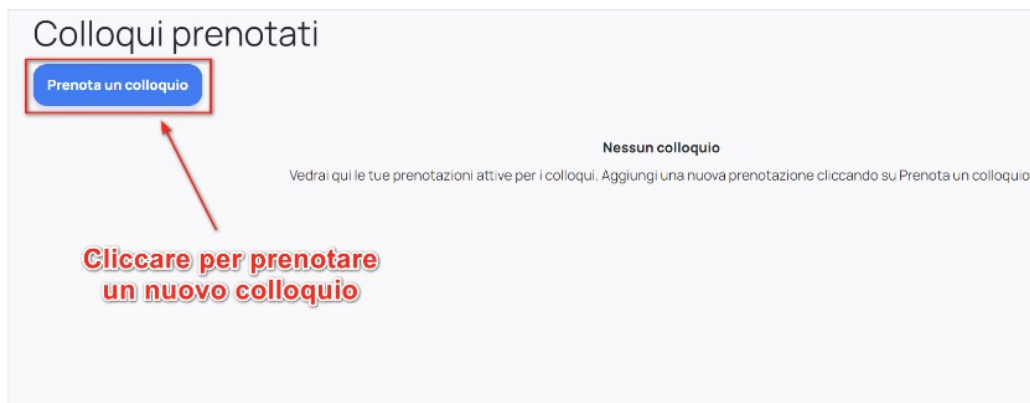 Colloqui prenotati
Prenota un colloquio
Nessun colloquio
Vedrai qui le tue prenotazioni attive per i colloqui. Aggiungi una nuova prenotazione cliccando su Prenota un colloquio
Cliccare per prenotare
un nuovo colloquio